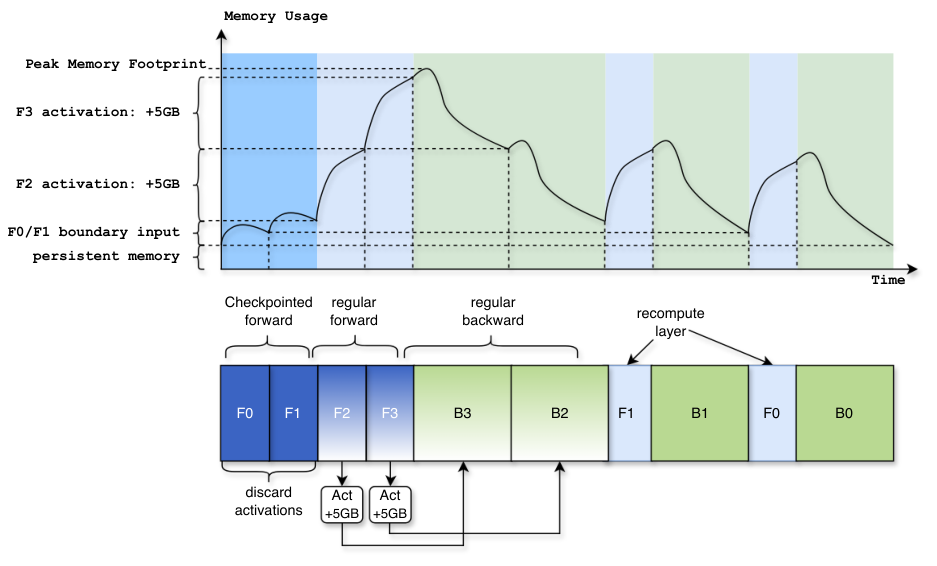 Memory Usage
Peak Memory Footprint
F3 activation: +5GB
F2 activation: +5GB
F0/F1 boundary input
persistent memory
Time
Checkpointed
forward
regular
forward
regular
backward
recompute
layer
F0
F1
F2
F3
B3
B2
F1
B1
F0
B0
discard
activations
Act
+5GB
Act
+5GB